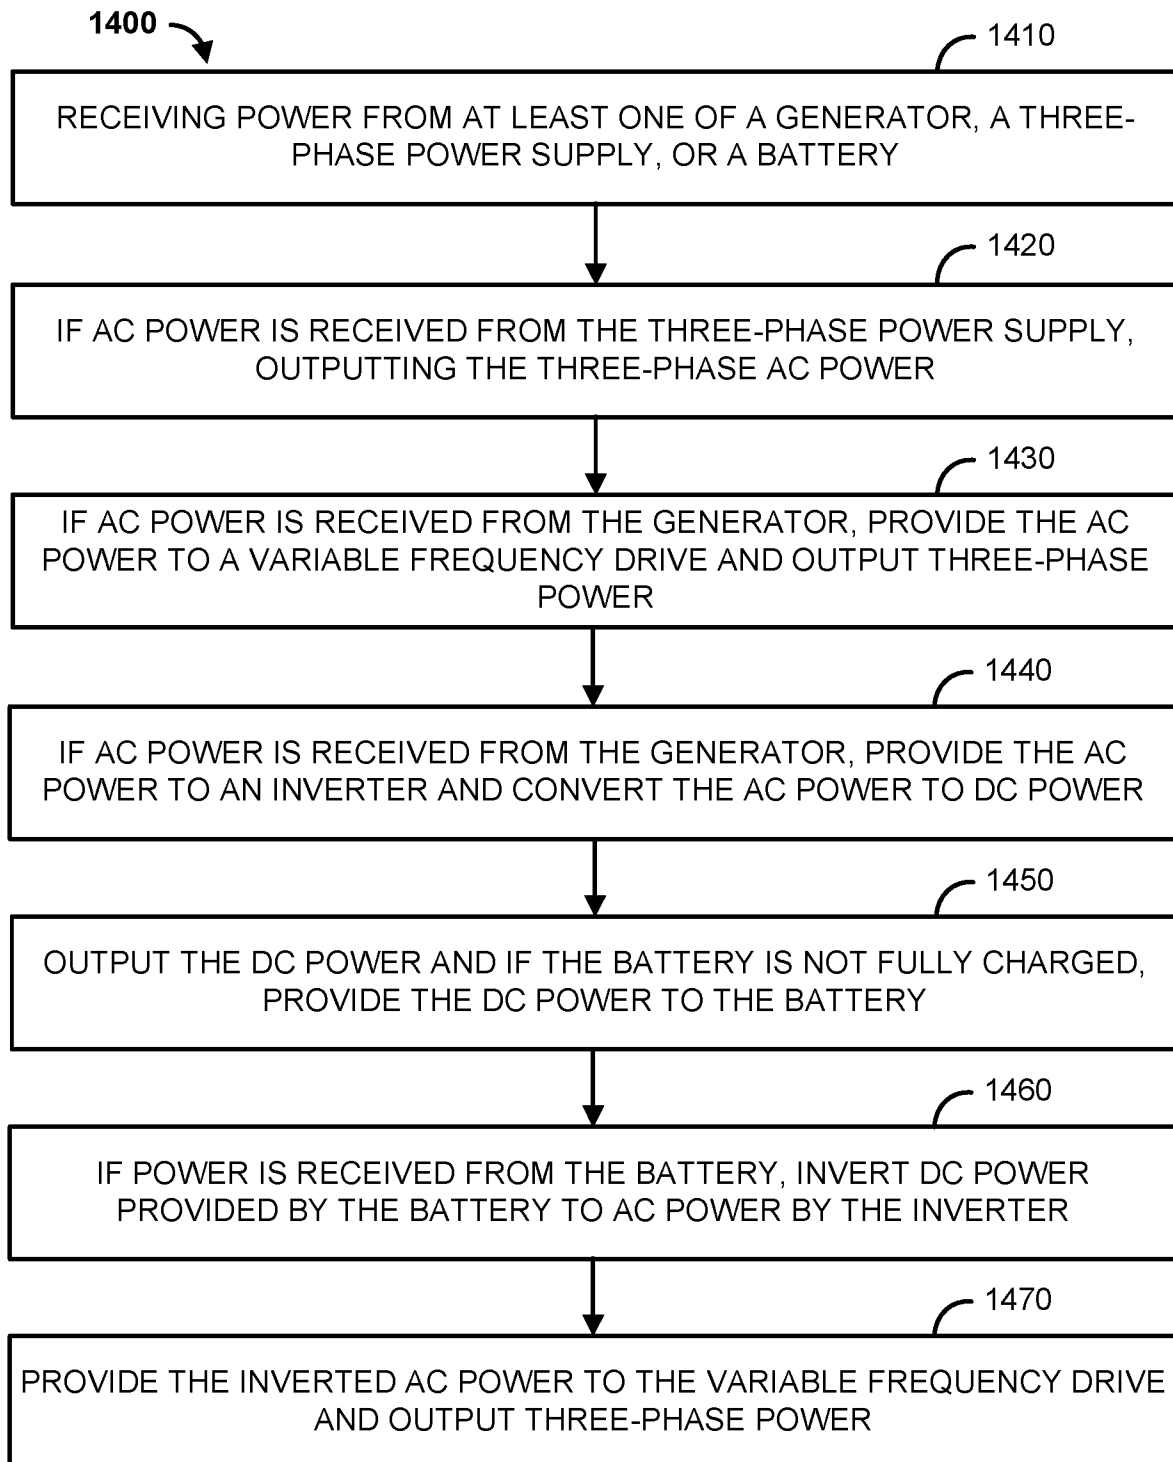 1400
1410
RECEIVING POWER FROM AT LEAST ONE OF A GENERATOR, A THREE-
PHASE POWER SUPPLY, OR A BATTERY
1420
IF AC POWER IS RECEIVED FROM THE THREE-PHASE POWER SUPPLY,
OUTPUTTING THE THREE-PHASE AC POWER
1430
IF AC POWER IS RECEIVED FROM THE GENERATOR, PROVIDE THE AC
POWER TO A VARIABLE FREQUENCY DRIVE AND OUTPUT THREE-PHASE
POWER
1440
IF AC POWER IS RECEIVED FROM THE GENERATOR, PROVIDE THE AC
POWER TO AN INVERTER AND CONVERT THE AC POWER TO DC POWER
1450
OUTPUT THE DC POWER AND IF THE BATTERY IS NOT FULLY CHARGED,
PROVIDE THE DC POWER TO THE BATTERY
1460
IF POWER IS RECEIVED FROM THE BATTERY, INVERT DC POWER
PROVIDED BY THE BATTERY TO AC POWER BY THE INVERTER
1470
PROVIDE THE INVERTED AC POWER TO THE VARIABLE FREQUENCY DRIVE
AND OUTPUT THREE-PHASE POWER